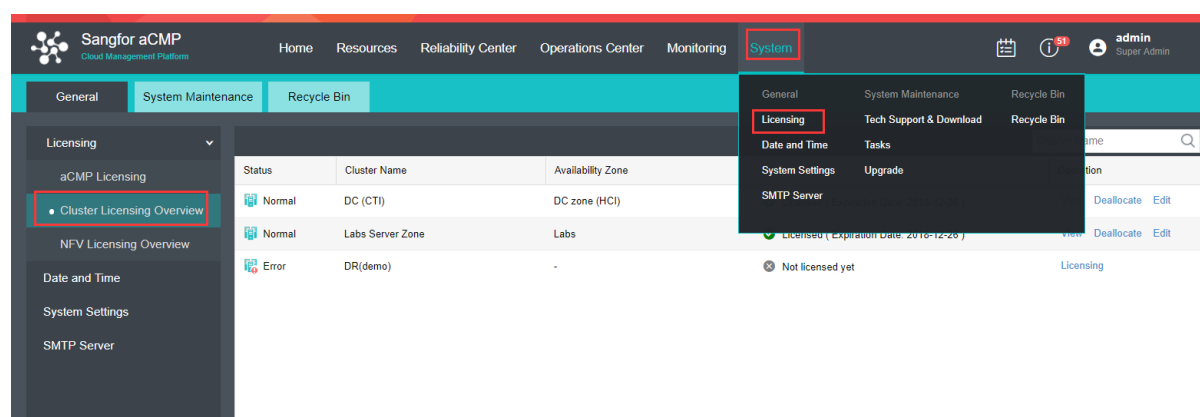 Sangfor aCMP
Cloud Management Platform
Home Resources Reliability Center Operations Center Monitoring System
51
admin
Super Admin
General System Maintenance Recycle Bin
General System Maintenance Recycle Bin
Licensing Tech Support & Download Recycle Bin
Date and Time Tasks
System Settings Upgrade
SMTP Server
Licensing
aCMP Licensing
Cluster Licensing Overview
NFV Licensing Overview
Date and Time
System Settings
SMTP Server
Status Cluster Name Availability Zone
Normal DC (CTI) DC zone (HCI) Deallocate Edit
Normal Labs Server Zone Labs Licensed ( Expiration Date: 2018-12-26 ) View Deallocate Edit
Error DR(demo) - Not licensed yet Licensing